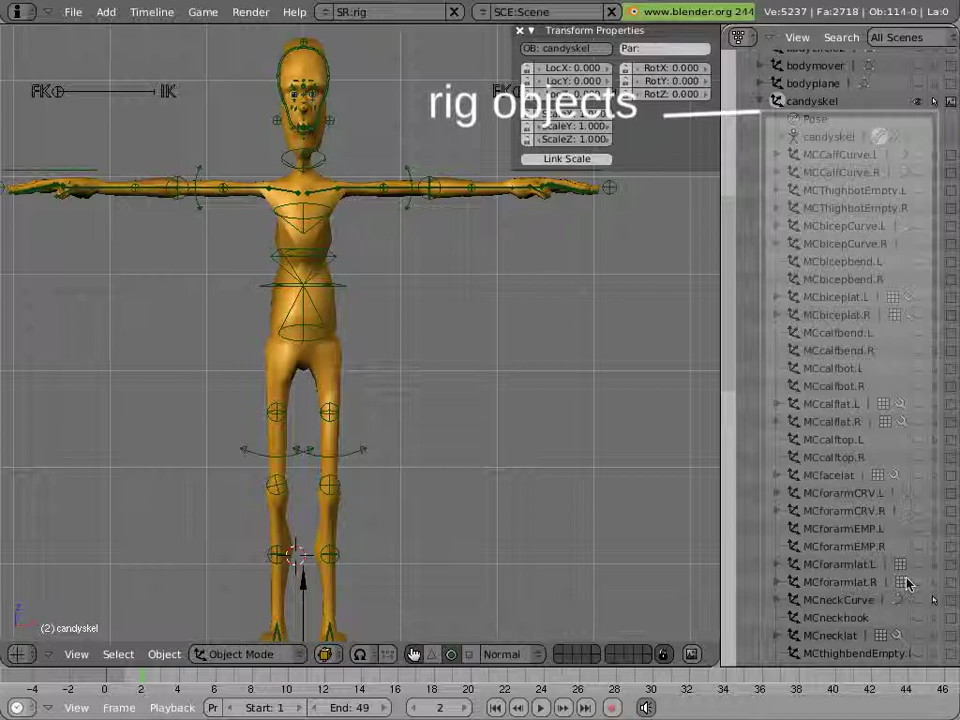 File Add Timeline Game Render Help SR:rig SCE:Scene www.blender.org 244 Ve:5237 | Fa:2718 | Ob:114-0 | La:0
Transform Properties
OB: candyskel Par:
LocX: 0.000 RotX: 0.000
LocY: 0.000 RotY: 0.000
RotZ: 0.000
ScaleY: 1.000
ScaleZ: 1.000
Link Scale
rig objects
FK IK
View Search All Scenes
bodymover
bodyplane
candyskel
Pose
candyskel
MCCalfCurve.L
MCCalfCurve.R
MCThighbotEmpty.L
MCThighbotEmpty.R
MCbicepCurve.L
MCbicepCurve.R
MCbicepbend.L
MCbicepbend.R
MCbiceplat.L
MCbiceplat.R
MCcalfbend.L
MCcalfbend.R
MCcalfbot.L
MCcalfbot.R
MCcalflat.L
MCcalflat.R
MCcalftop.L
MCcalftop.R
MCfacelat
MCforarmCRV.L
MCforarmCRV.R
MCforarmEMP.L
MCforarmEMP.R
MCforarmlat.L
MCforarmlat.R
MCneckCurve
MCneckhook
MCnecklat
MCthighbendEmpty.
z
(2) candyskel
View Select Object Object Mode Normal
-4 -2 0 2 4 6 8 10 12 14 16 18 20 22 24 26 28 30 32 34 36 38 40 42 44 46
View Frame Playback Pr Start: 1 End: 49 2